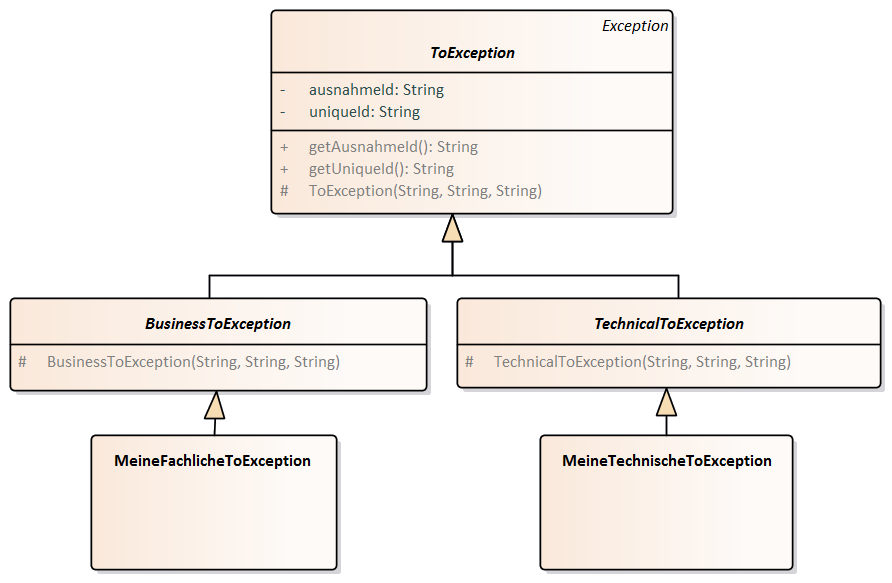 Exception
ToException
- ausnahmeId: String
- uniqueId: String
+ getAusnahmeId(): String
+ getUniqueId(): String
# ToException(String, String, String)
BusinessToException
# BusinessToException(String, String, String)
TechnicalToException
# TechnicalToException(String, String, String)
MeineFachlicheToException
MeineTechnischeToException